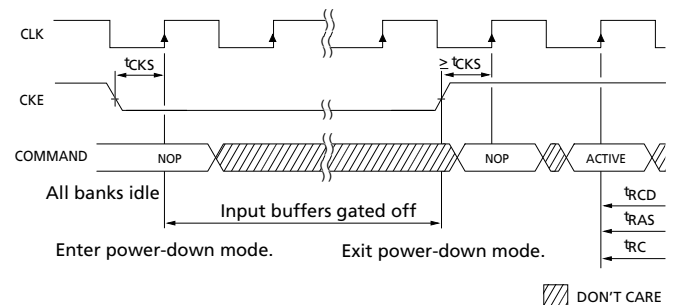 CLK
tCKS
≥ tCKS
CKE
COMMAND
NOP
NOP
ACTIVE
All banks idle
Input buffers gated off
tRCD
tRAS
tRC
Enter power-down mode.
Exit power-down mode.
DON'T CARE